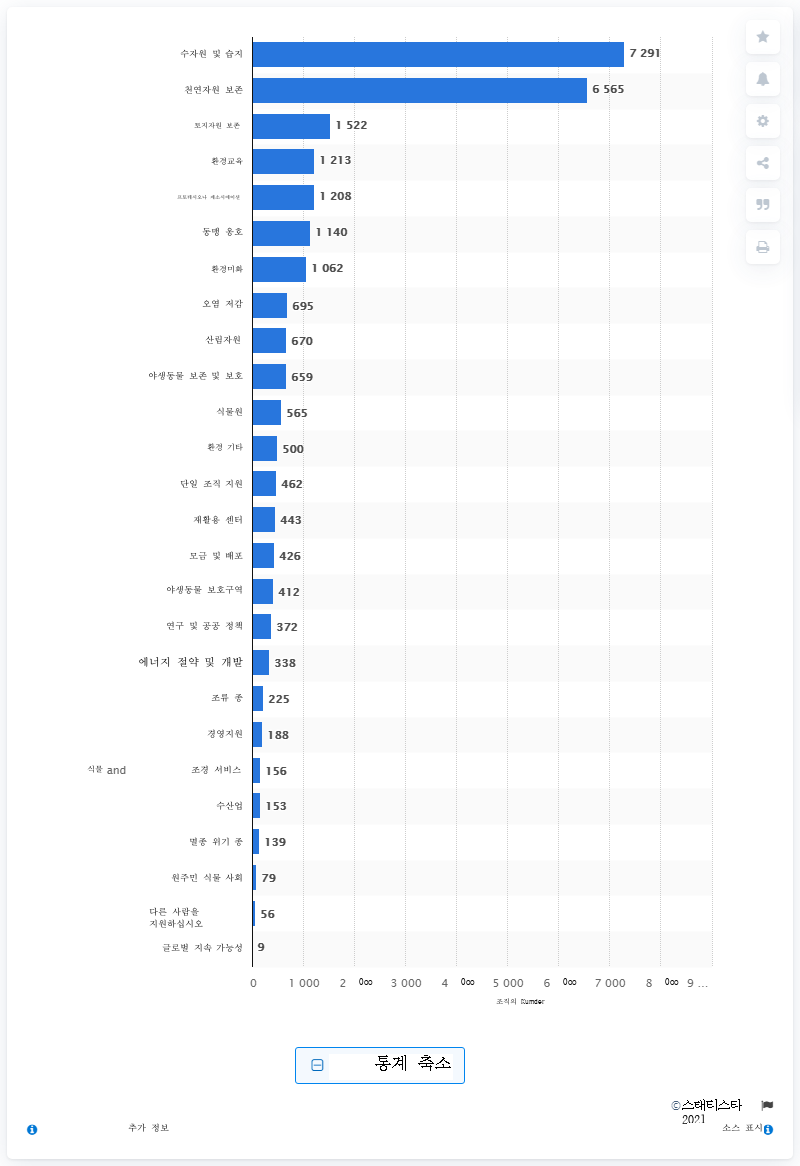 수자원 및 습지
7 291
천연자원 보존
6 565
토지자원 보존
1 522
환경교육
1 213
1 208
동맹 옹호
1 140
환경미화
1 062
오염 저감
695
산림자원
670
야생동물 보존 및 보호
659
식물원
565
환경 기타
500
단일 조직 지원
462
재활용 센터
443
모금 및 배포
426
야생동물 보호구역
412
연구 및 공공 정책
372
에너지 절약 및 개발
338
조류 종
225
경영지원
188
식물 and 조경 서비스
156
수산업
153
멸종 위기 종
139
원주민 식물 사회
79
다른 사람을
지원하십시오
56
글로벌 지속 가능성
9
0 1 000 2 000 3 000 4 000 5 000 6 000 7 000 8 000 9 ...
조직의 Kumder
통계 축소
©스태티스타
2021
추가 정보
소스 표시